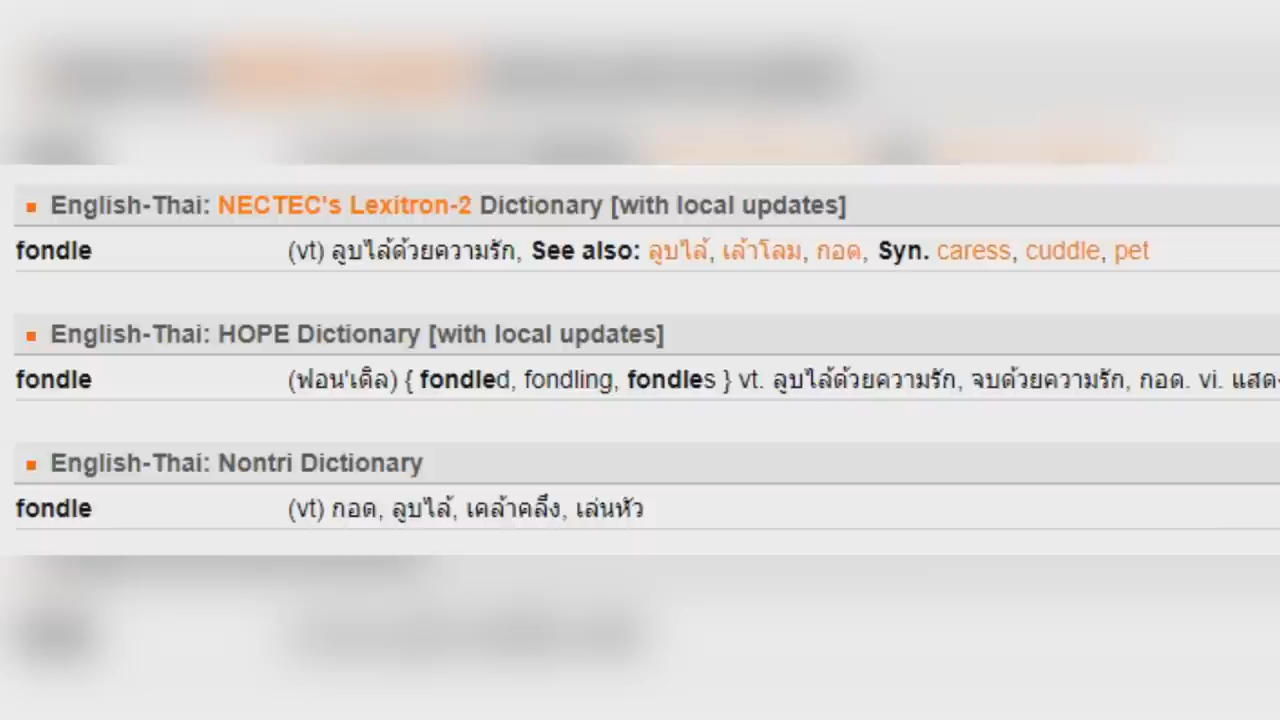 English-Thai: NECTEC's Lexitron-2 Dictionary [with local updates]
fondle (vt) ลูบไล้ด้วยความรัก, See also: ลูบไล้, เล้าโลม, กอด, Syn. caress, cuddle, pet
English-Thai: HOPE Dictionary [with local updates]
fondle (ฟอน'เดิล) { fondled, fondling, fondles } vt. ลูบไล้ด้วยความรัก, จบด้วยความรัก, กอด. vi.
English-Thai: Nontri Dictionary
fondle (vt) กอด, ลูบไล้, เคล้าคลึง, เล่นหัว